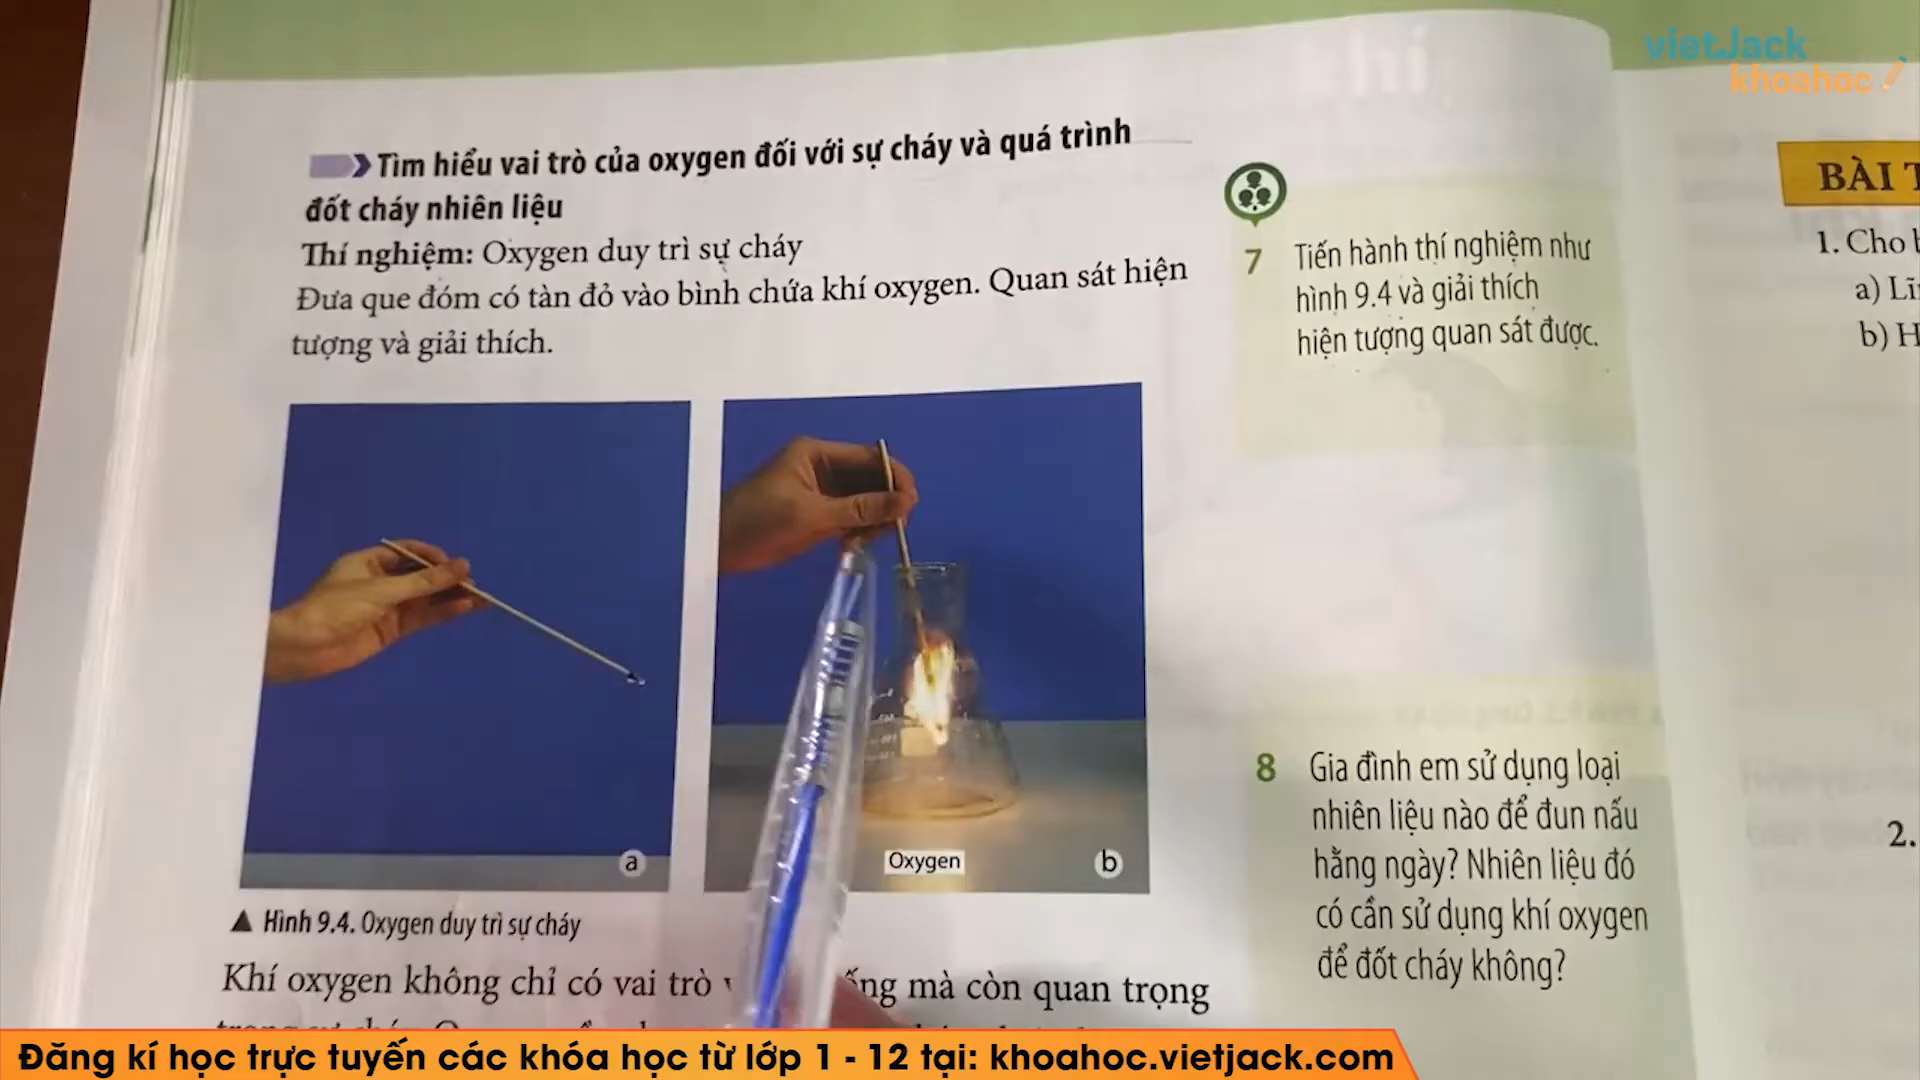 vietJack
khoahoc
Tìm hiểu vai trò của oxygen đối với sự cháy và quá trình
đốt cháy nhiên liệu
Thí nghiệm: Oxygen duy trì sự cháy
Đưa que đóm có tàn đỏ vào bình chứa khí oxygen. Quan sát hiện
tượng và giải thích.
a
Oxygen
b
▲ Hình 9.4. Oxygen duy trì sự cháy
Khí oxygen không chỉ có vai trò mà còn quan trọng
7 Tiến hành thí nghiệm như
hình 9.4 và giải thích
hiện tượng quan sát được.
8 Gia đình em sử dụng loại
nhiên liệu nào để đun nấu
hằng ngày? Nhiên liệu đó
có cần sử dụng khí oxygen
để đốt cháy không?
BÀI
1. Cho
a)
b)
2.
Đăng kí học trực tuyến các khóa học từ lớp 1 - 12 tại: khoahoc.vietjack.com